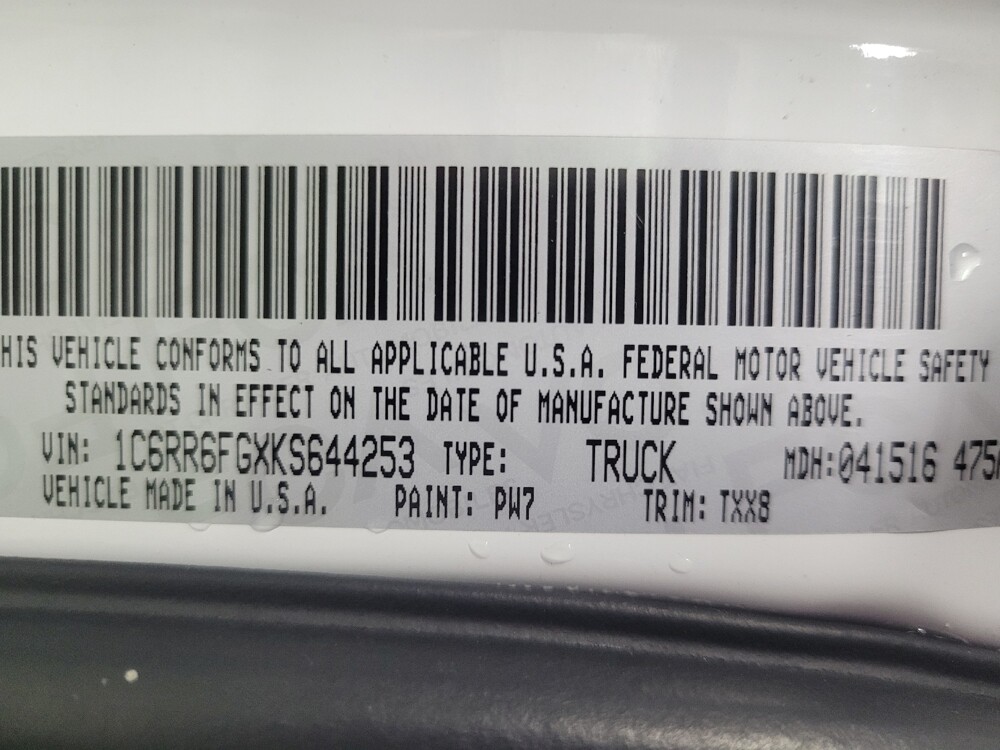 HIS VEHICLE CONFORMS TO ALL APPLICABLE U.S.A. FEDERAL MOTOR VEHICLE SAFETY
STANDARDS IN EFFECT ON THE DATE OF MANUFACTURE SHOWN ABOVE.
VIN: 1C6RR6FGXKS644253 TYPE: TRUCK MDH:041516 475
VEHICLE MADE IN U.S.A. PAINT: PW7 TRIM: TXX8